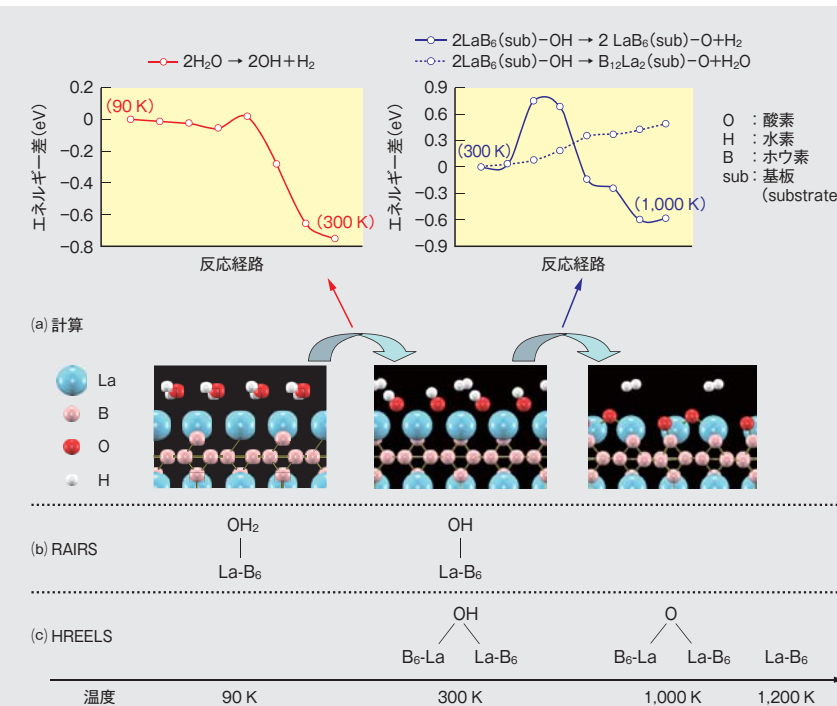 2H₂O → 2OH+H₂
2LaB₆(sub)-OH → 2 LaB₆(sub)-O+H₂
2LaB₆(sub)-OH → B₁₂La₂(sub)-O+H₂O
エネルギー差(eV)
0.2
0
−0.2
−0.4
−0.6
−0.8
(90 K)
(300 K)
反応経路
エネルギー差(eV)
0.9
0.6
0.3
0
−0.3
−0.6
−0.9
(300 K)
(1,000 K)
反応経路
O :酸素
H :水素
B :ホウ素
sub:基板
(substrate
(a) 計算
La
B
O
H
(b) RAIRS
OH₂
La-B₆
OH
La-B₆
(c) HREELS
OH
B₆-La La-B₆
O
B₆-La La-B₆
La-B₆
温度 90 K 300 K 1,000 K 1,200 K